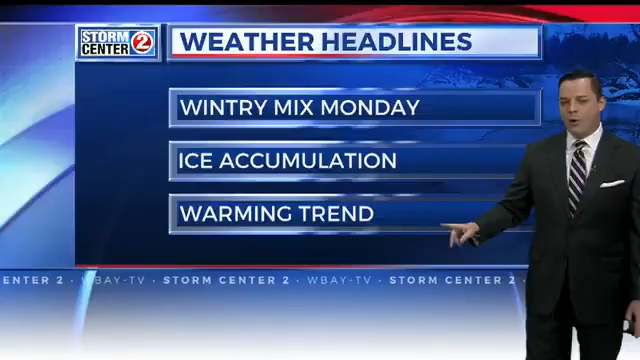 STORM
CENTER 2
WEATHER HEADLINES
WINTRY MIX MONDAY
ICE ACCUMULATION
WARMING TREND
ENTER 2 • WBAY-TV • STORM CENTER 2 • WBAY-TV • STORM CENTER 2 •